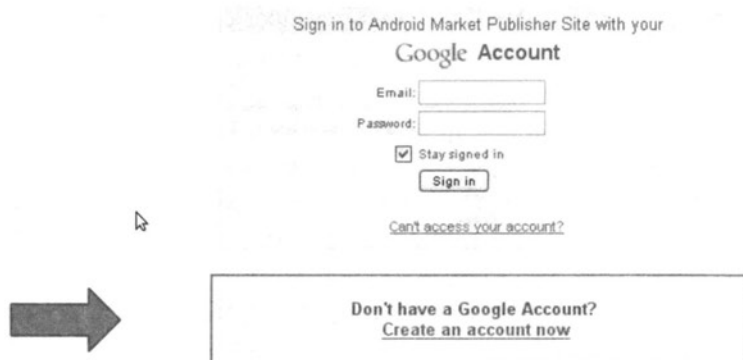 Sign in to Android Market Publisher Site with your
Google Account
Email:
Password:
Stay signed in
Sign in
Can't access your account?
Don't have a Google Account?
Create an account now